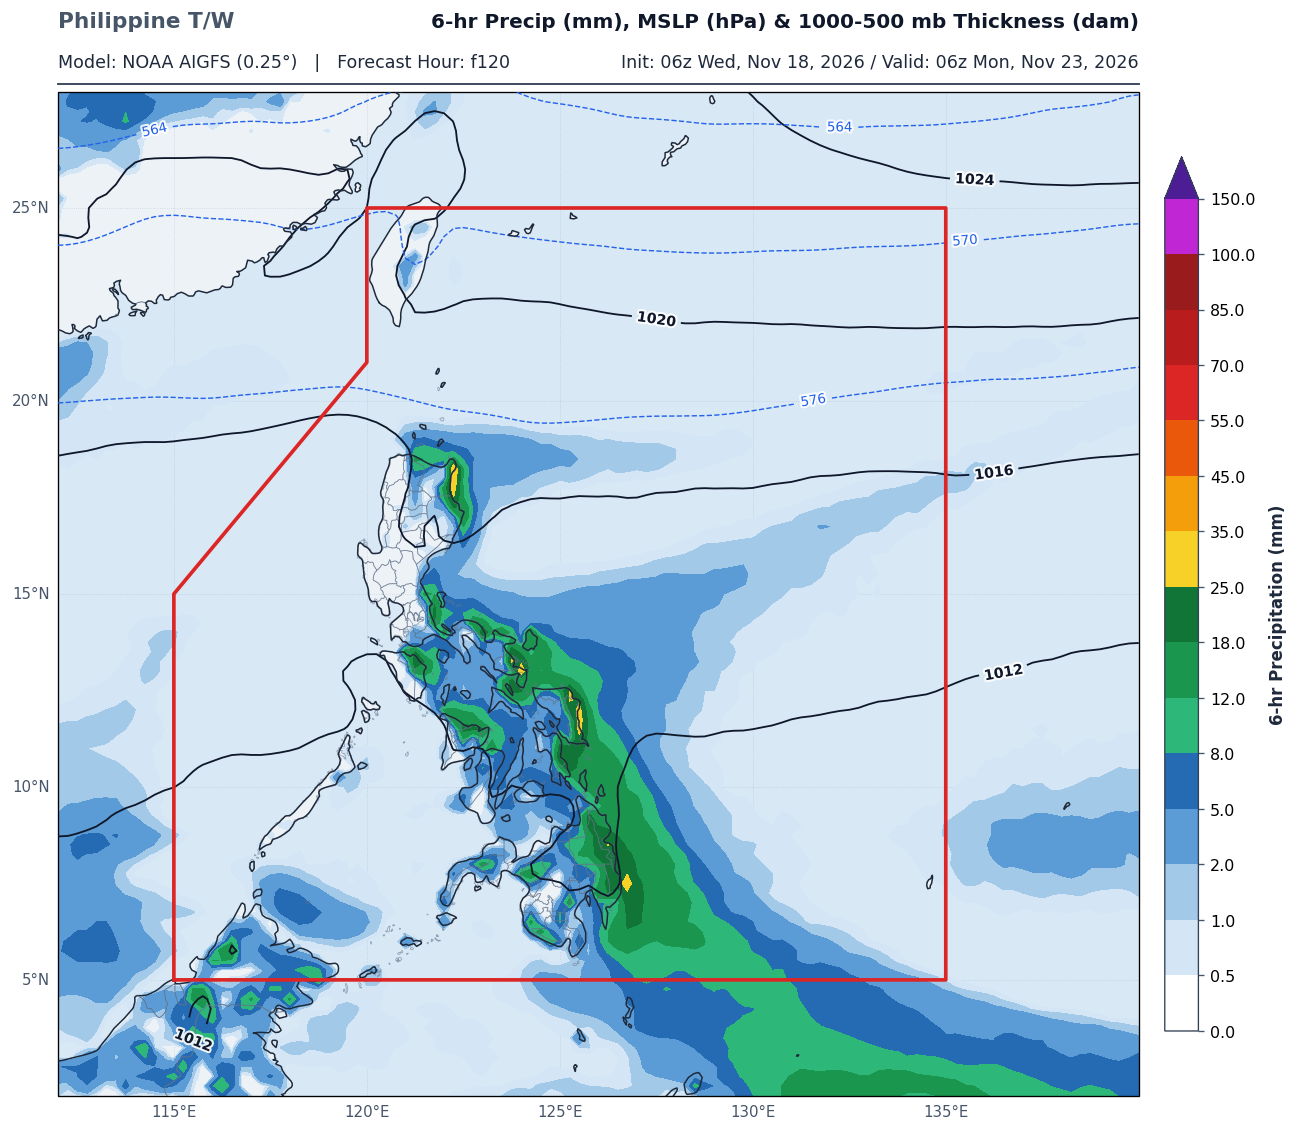 Philippine T/W
6-hr Precip (mm), MSLP (hPa) & 1000-500 mb Thickness (dam)
Model: NOAA AIGFS (0.25°) | Forecast Hour: f120
Init: 06z Wed, Nov 18, 2026 / Valid: 06z Mon, Nov 23, 2026
564
564
1024
25°N
570
1020
20°N
576
1016
15°N
1012
10°N
5°N
1012
115°E
120°E
125°E
130°E
135°E
150.0
100.0
85.0
70.0
55.0
45.0
35.0
25.0
18.0
12.0
8.0
5.0
2.0
1.0
0.5
0.0
6-hr Precipitation (mm)